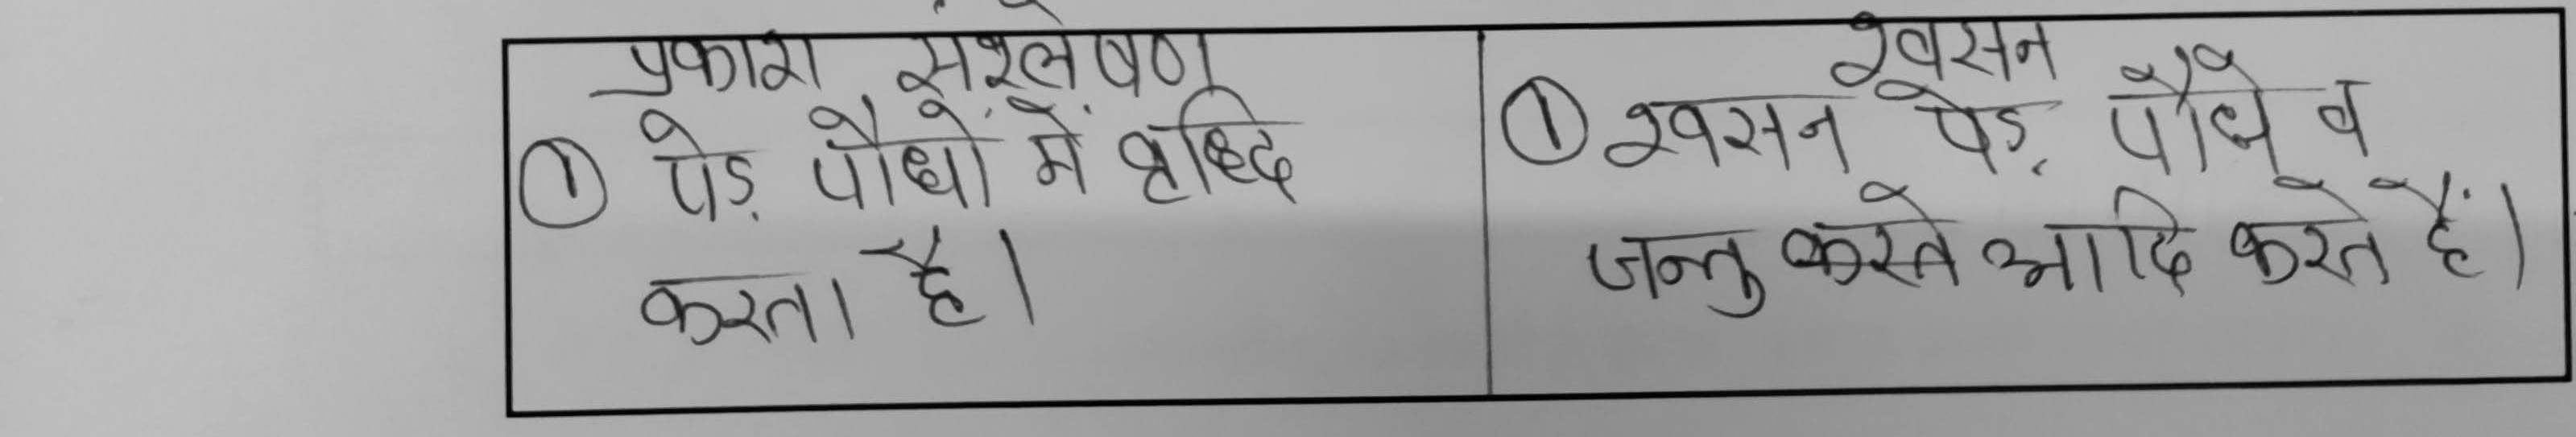 प्रकाश संश्लेषण
① पेड़ पौधों में वृद्धि
करता है।
श्वसन
① श्वसन पेड़ पौधे व
जन्तु करते आदि करते हैं।